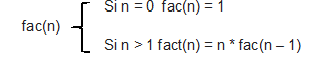 Si n = 0 fac(n) = 1
fac(n)
Si n > 1 fact(n) = n * fac(n – 1)